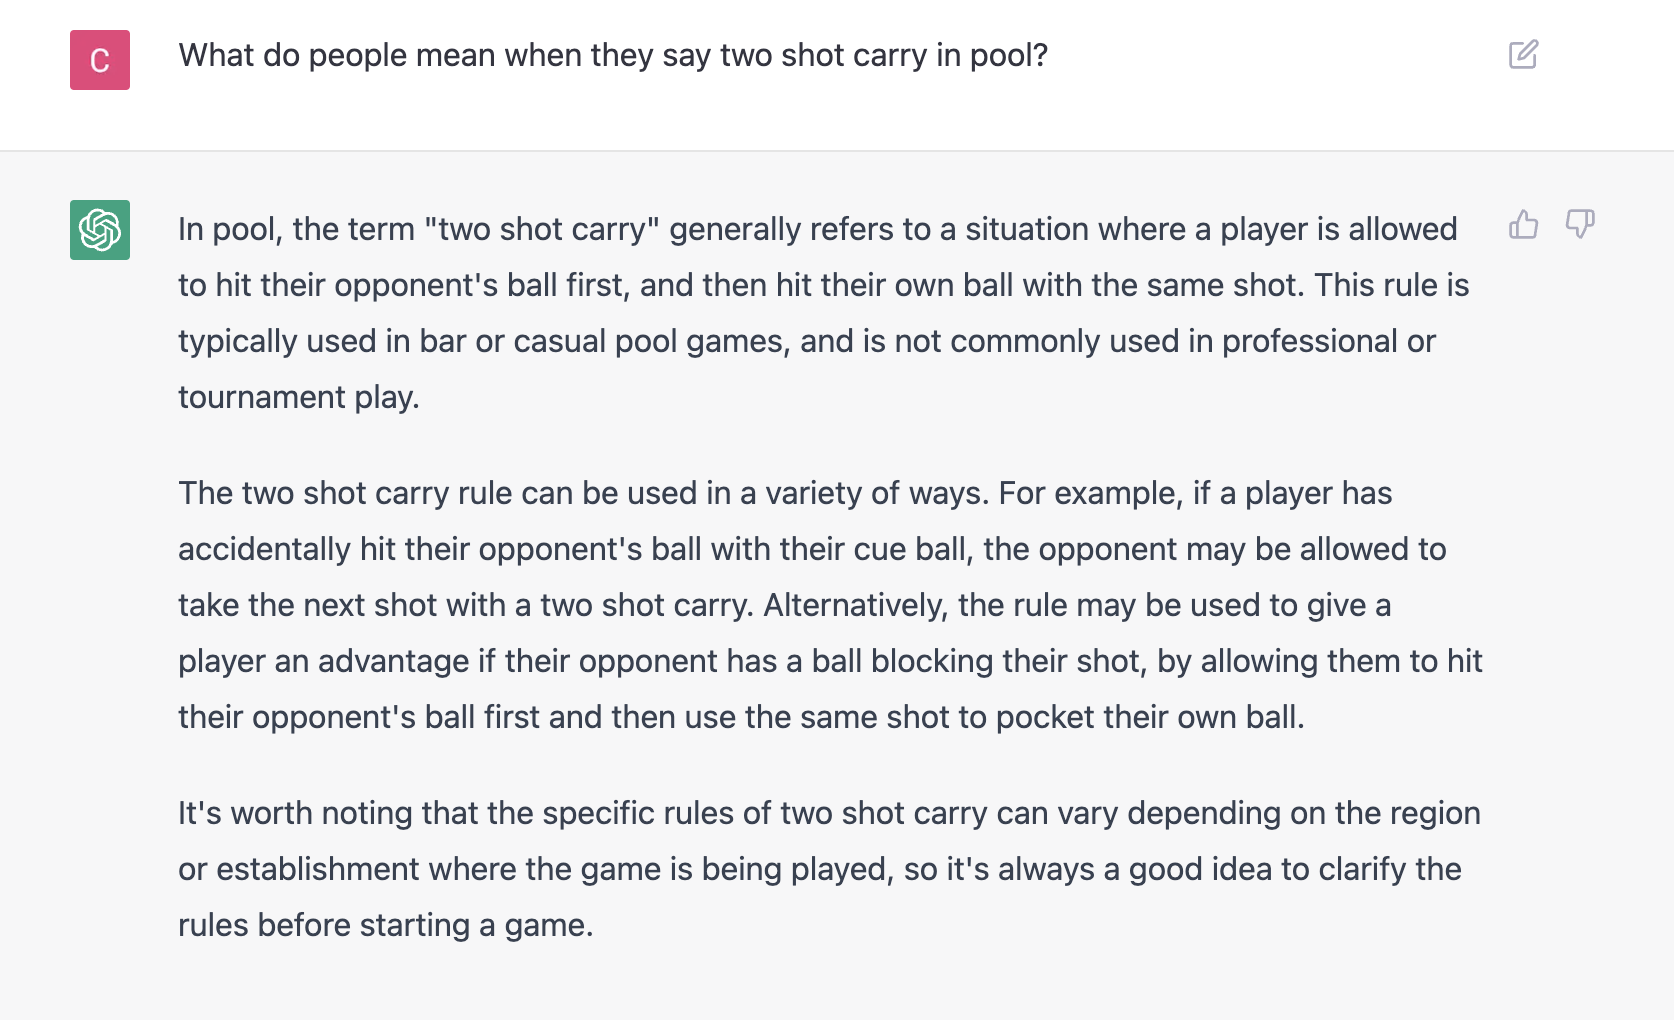 C
What do people mean when they say two shot carry in pool?
In pool, the term "two shot carry" generally refers to a situation where a player is allowed
to hit their opponent's ball first, and then hit their own ball with the same shot. This rule is
typically used in bar or casual pool games, and is not commonly used in professional or
tournament play.
The two shot carry rule can be used in a variety of ways. For example, if a player has
accidentally hit their opponent's ball with their cue ball, the opponent may be allowed to
take the next shot with a two shot carry. Alternatively, the rule may be used to give a
player an advantage if their opponent has a ball blocking their shot, by allowing them to hit
their opponent's ball first and then use the same shot to pocket their own ball.
It's worth noting that the specific rules of two shot carry can vary depending on the region
or establishment where the game is being played, so it's always a good idea to clarify the
rules before starting a game.